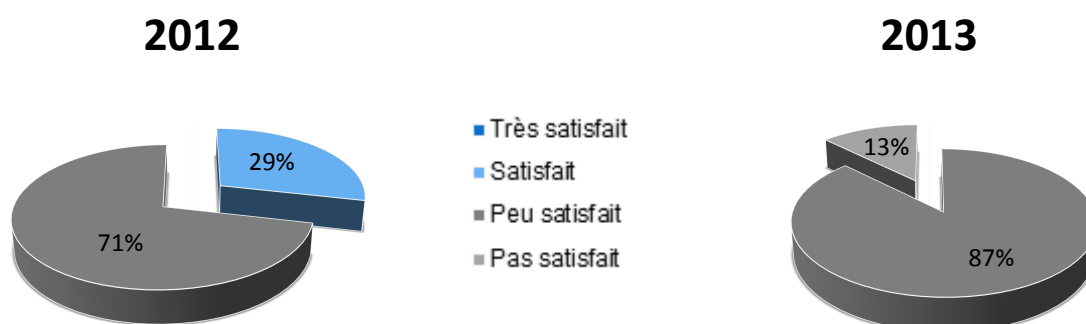 2012
2013
29%
71%
Très satisfait
Satisfait
Peu satisfait
Pas satisfait
13%
87%